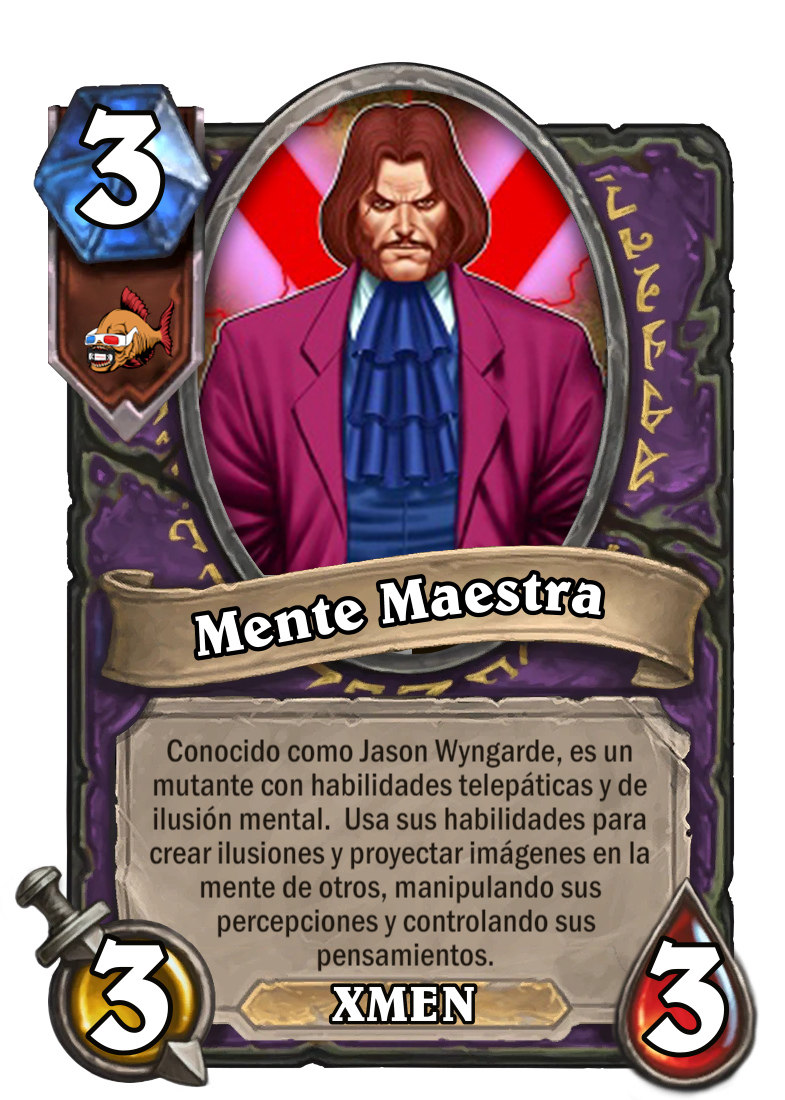 3
Mente Maestra
Conocido como Jason Wyngarde, es un
mutante con habilidades telepáticas y de
ilusión mental.  Usa sus habilidades para
crear ilusiones y proyectar imágenes en la
mente de otros, manipulando sus
percepciones y controlando sus
pensamientos.
XMEN
3
3